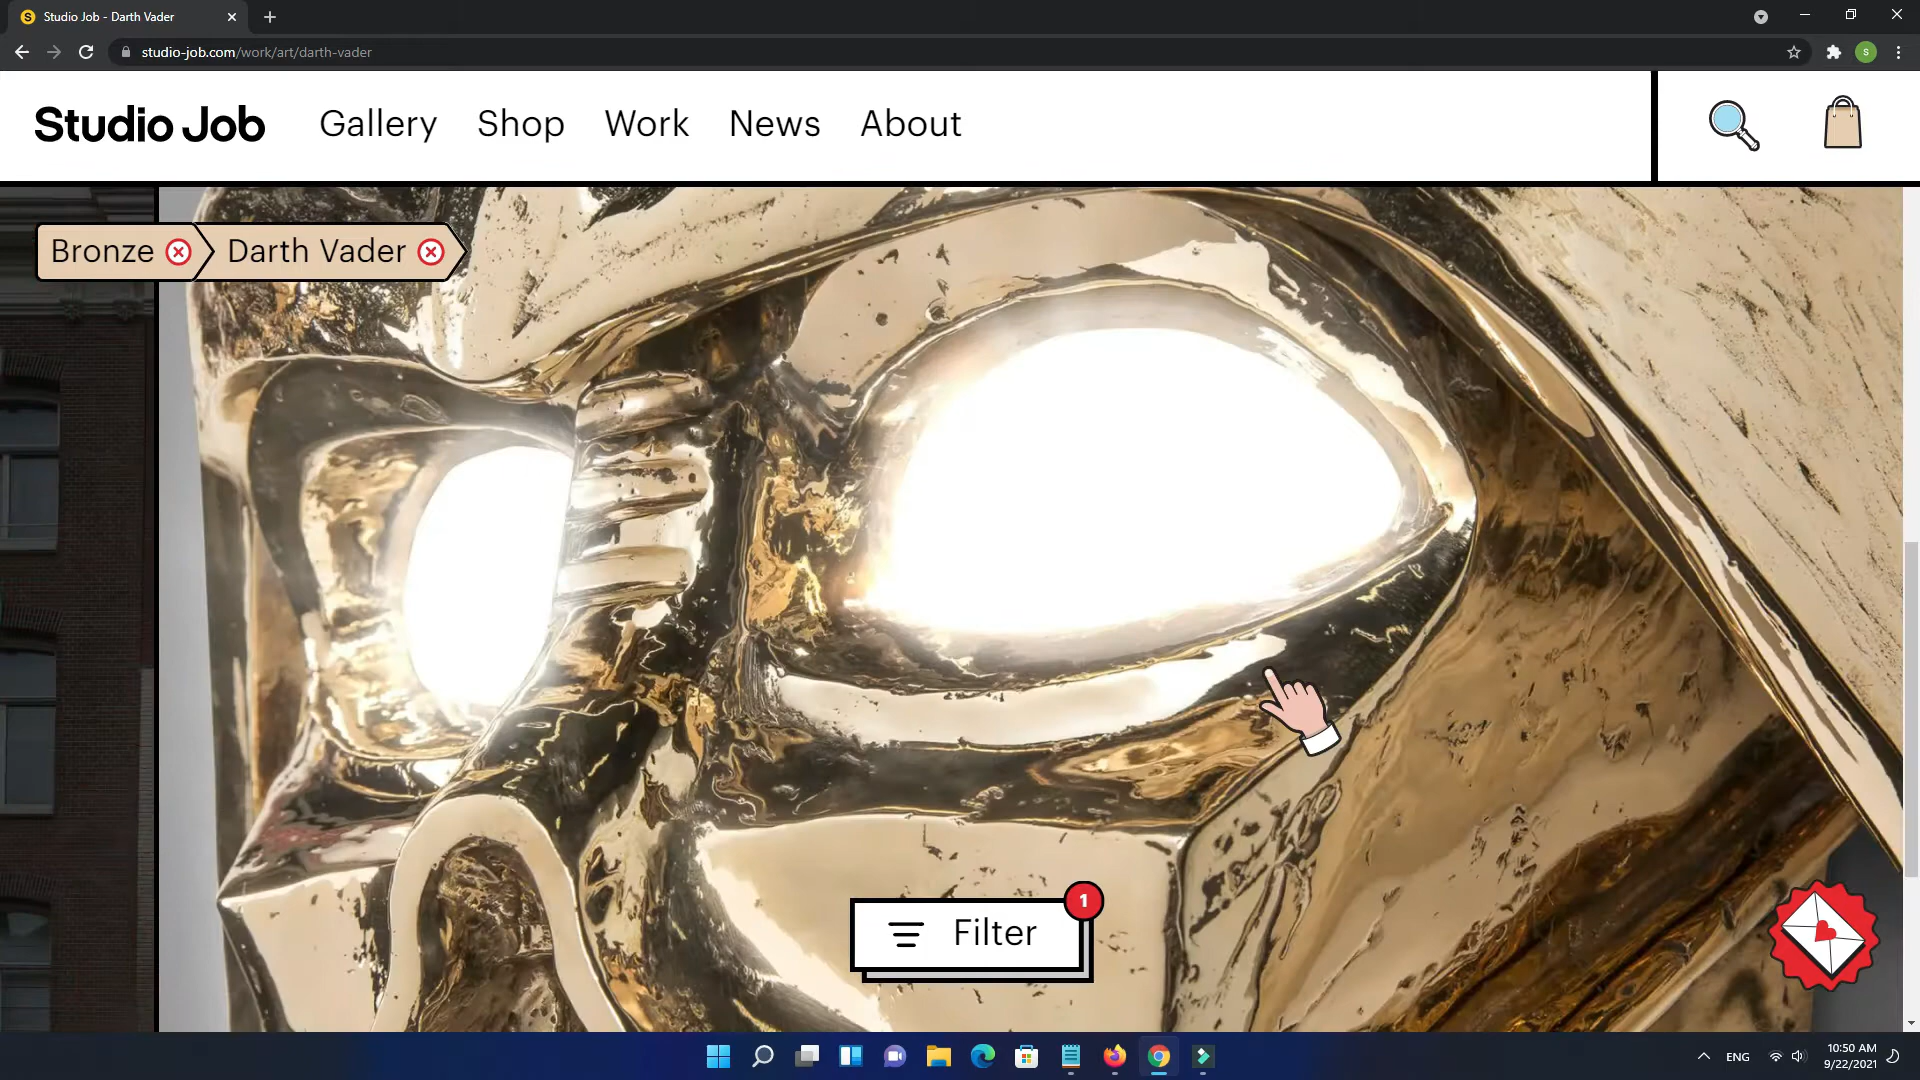 Studio Job - Darth Vader
studio-job.com/work/art/darth-vader
S
Studio Job Gallery Shop Work News About
Bronze Darth Vader
1
Filter
ENG
10:50 AM
9/22/2021